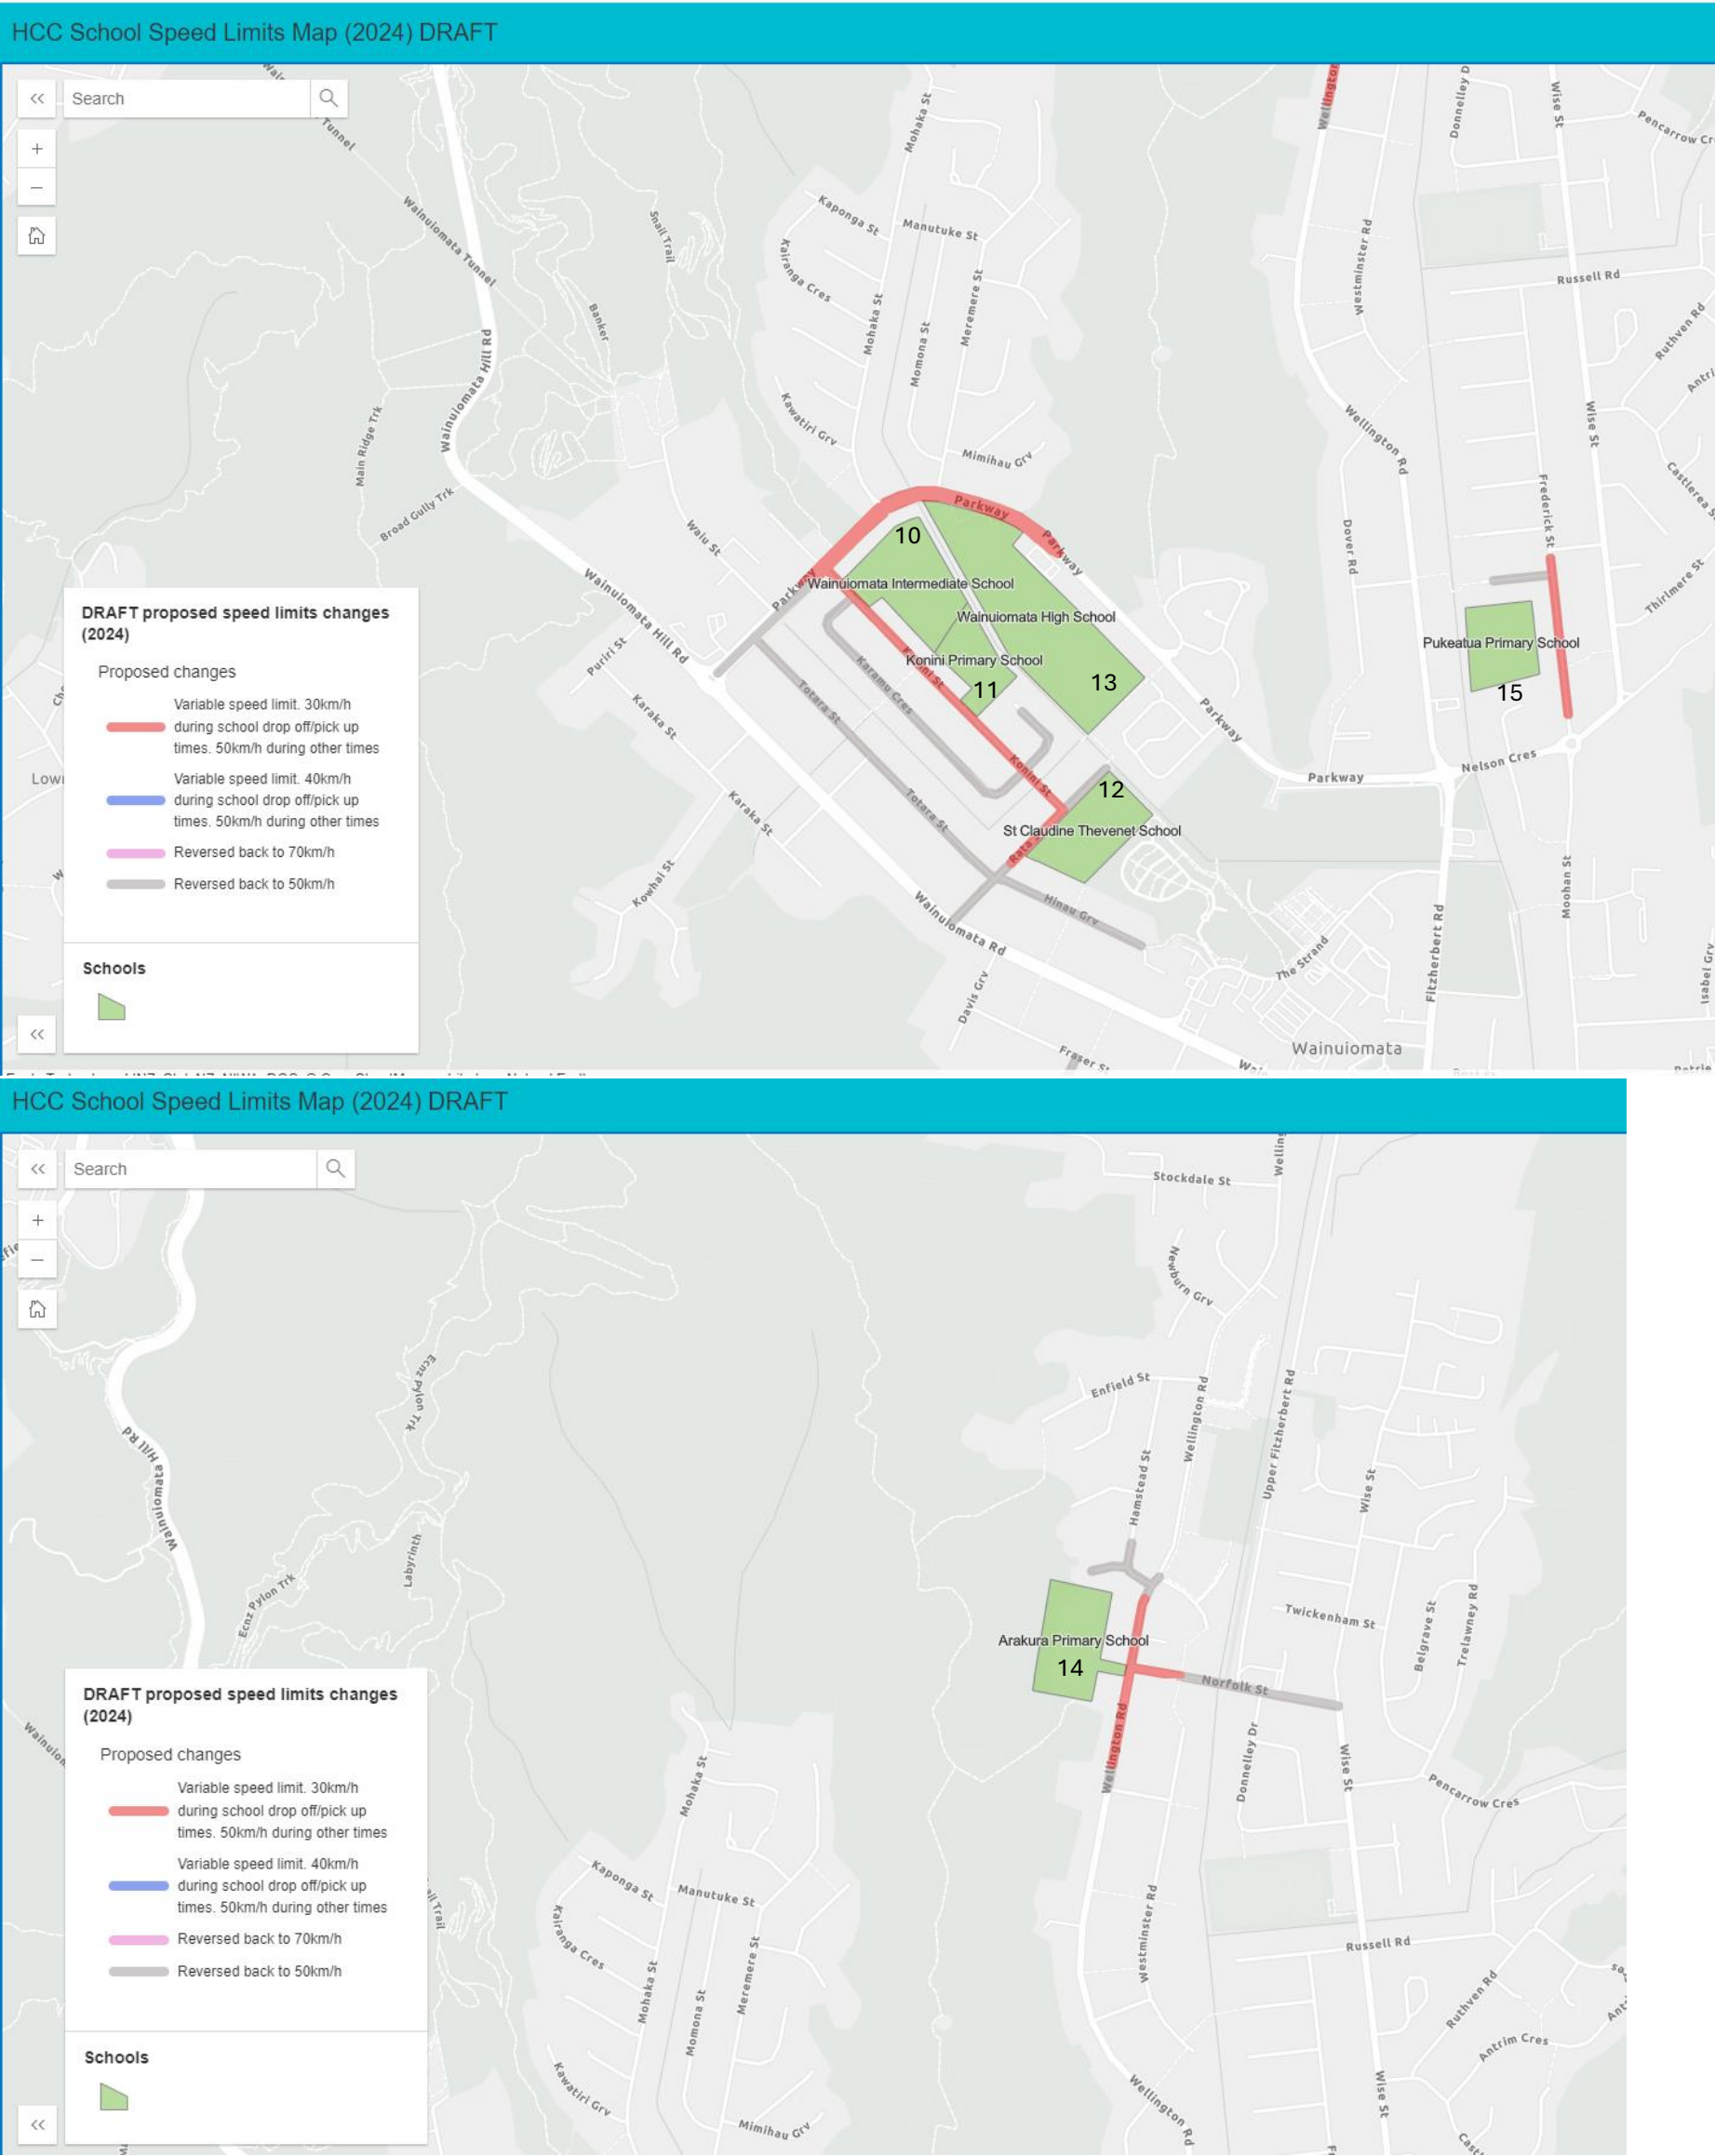 HCC School Speed Limits Map (2024) DRAFT
Search
Tunnel
Wainuiomata Tunnel
Snail Trail
Banker
Wainuiomata Hill Rd
Main Ridge Trk
Broad Gully Trk
Mohaka St
Kaponga St
Manutuke St
Kairanga Cres
Mohaka St
Momona St
Meremere St
Kawatiri Grv
Mimihau Grv
Wellington
Donnelley D
Wise St
Pencarrow Cr
Westminster Rd
Russell Rd
Ruthven Rd
Antri
Wellington Rd
Wise St
Castlerea S
Frederick St
Dover Rd
Thirlmere St
Waiu St
Wainuiomata Hill Rd
Puriri St
Karaka St
Karaka St
Kowhai St
Parkway
Parkway
Parkway
10
Wainuiomata Intermediate School
Wainuiomata High School
Konini Primary School
11
13
Konini St
Karamu Cres
Totara St
Totara St
Konini St
12
St Claudine Thevenet School
Rata
Hinau Grv
Wainuiomata Rd
Davis Grv
Fraser St
Parkway
Parkway
Nelson Cres
Pukeatua Primary School
15
Moohan St
Fitzherbert Rd
The Strand
Isabel Grv
Wainuiomata
Low
DRAFT proposed speed limits changes
(2024)
Proposed changes
Variable speed limit. 30km/h
during school drop off/pick up
times. 50km/h during other times
Variable speed limit. 40km/h
during school drop off/pick up
times. 50km/h during other times
Reversed back to 70km/h
Reversed back to 50km/h
Schools
HCC School Speed Limits Map (2024) DRAFT
Search
Stockdale St
Wellin
Newburn Grv
Ecnz Pylon Trk
Wainuiomata Hill Rd
Labyrinth
Ecnz Pylon Trk
Enfield St
Wellington Rd
Upper Fitzherbert Rd
Hamstead St
Wise St
Twickenham St
Belgrave St
Trelawney Rd
Arakura Primary School
14
Norfolk St
Wellington Rd
Donnelley Dr
Wise St
Pencarrow Cres
Mohaka St
Kaponga St
Manutuke St
Kairanga Cres
Mohaka St
Momona St
Meremere St
Kawatiri Grv
Mimihau Grv
Westminster Rd
Russell Rd
Ruthven Rd
Antrim Cres
Wellington Rd
Wise St
DRAFT proposed speed limits changes
(2024)
Proposed changes
Variable speed limit. 30km/h
during school drop off/pick up
times. 50km/h during other times
Variable speed limit. 40km/h
during school drop off/pick up
times. 50km/h during other times
Reversed back to 70km/h
Reversed back to 50km/h
Schools